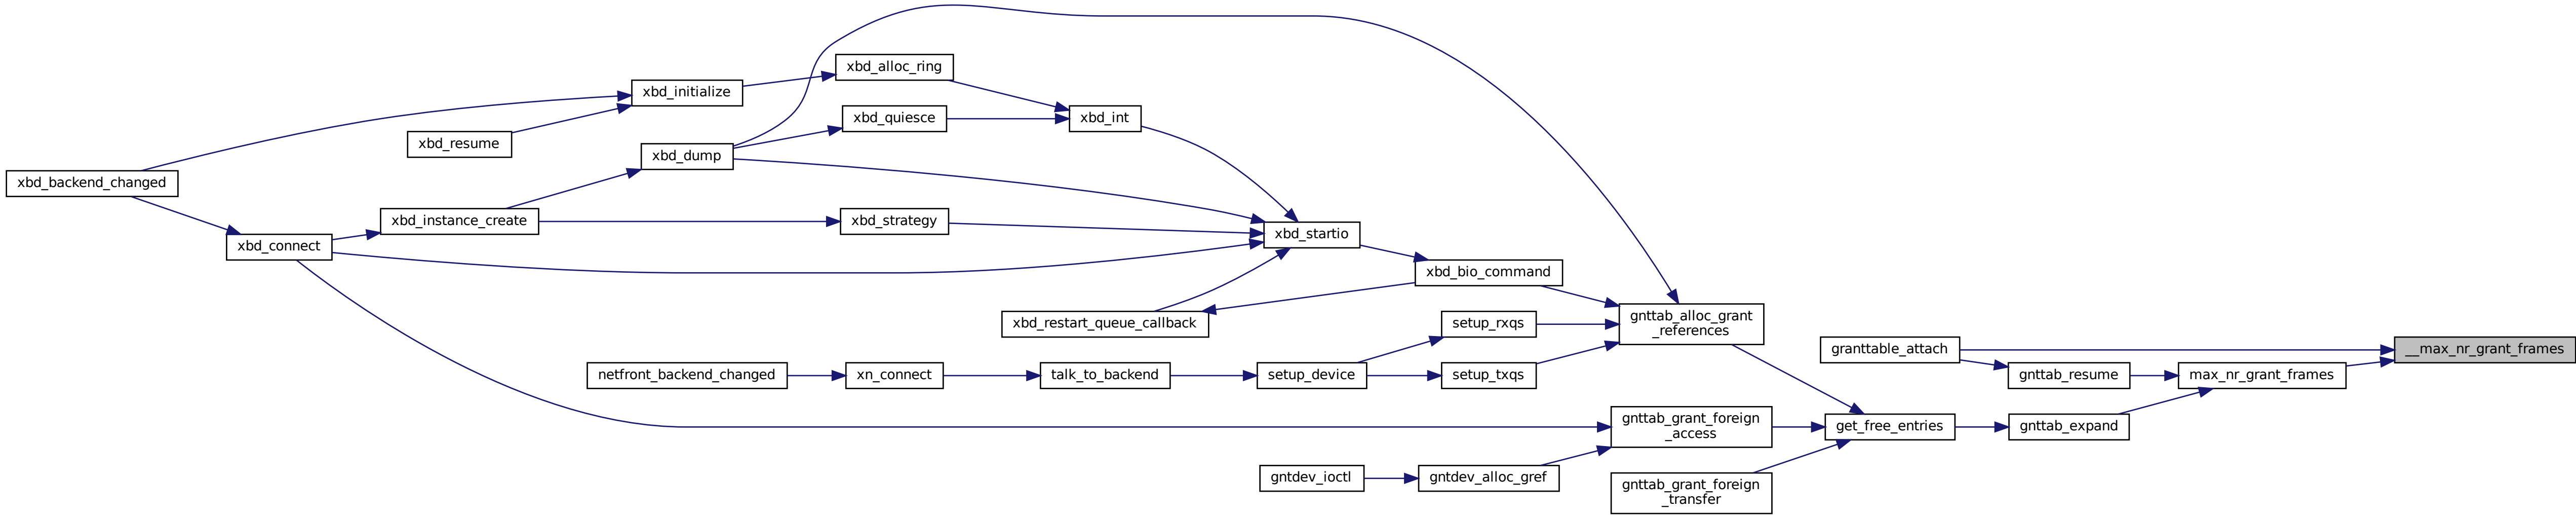 xbd_alloc_ring
xbd_initialize
xbd_quiesce
xbd_int
xbd_resume
xbd_dump
xbd_backend_changed
xbd_instance_create
xbd_strategy
xbd_startio
xbd_connect
xbd_bio_command
gnttab_alloc_grant
_references
xbd_restart_queue_callback
setup_rxqs
granttable_attach
__max_nr_grant_frames
netfront_backend_changed
xn_connect
talk_to_backend
setup_device
setup_txqs
gnttab_resume
max_nr_grant_frames
gnttab_grant_foreign
_access
get_free_entries
gnttab_expand
gntdev_ioctl
gntdev_alloc_gref
gnttab_grant_foreign
_transfer